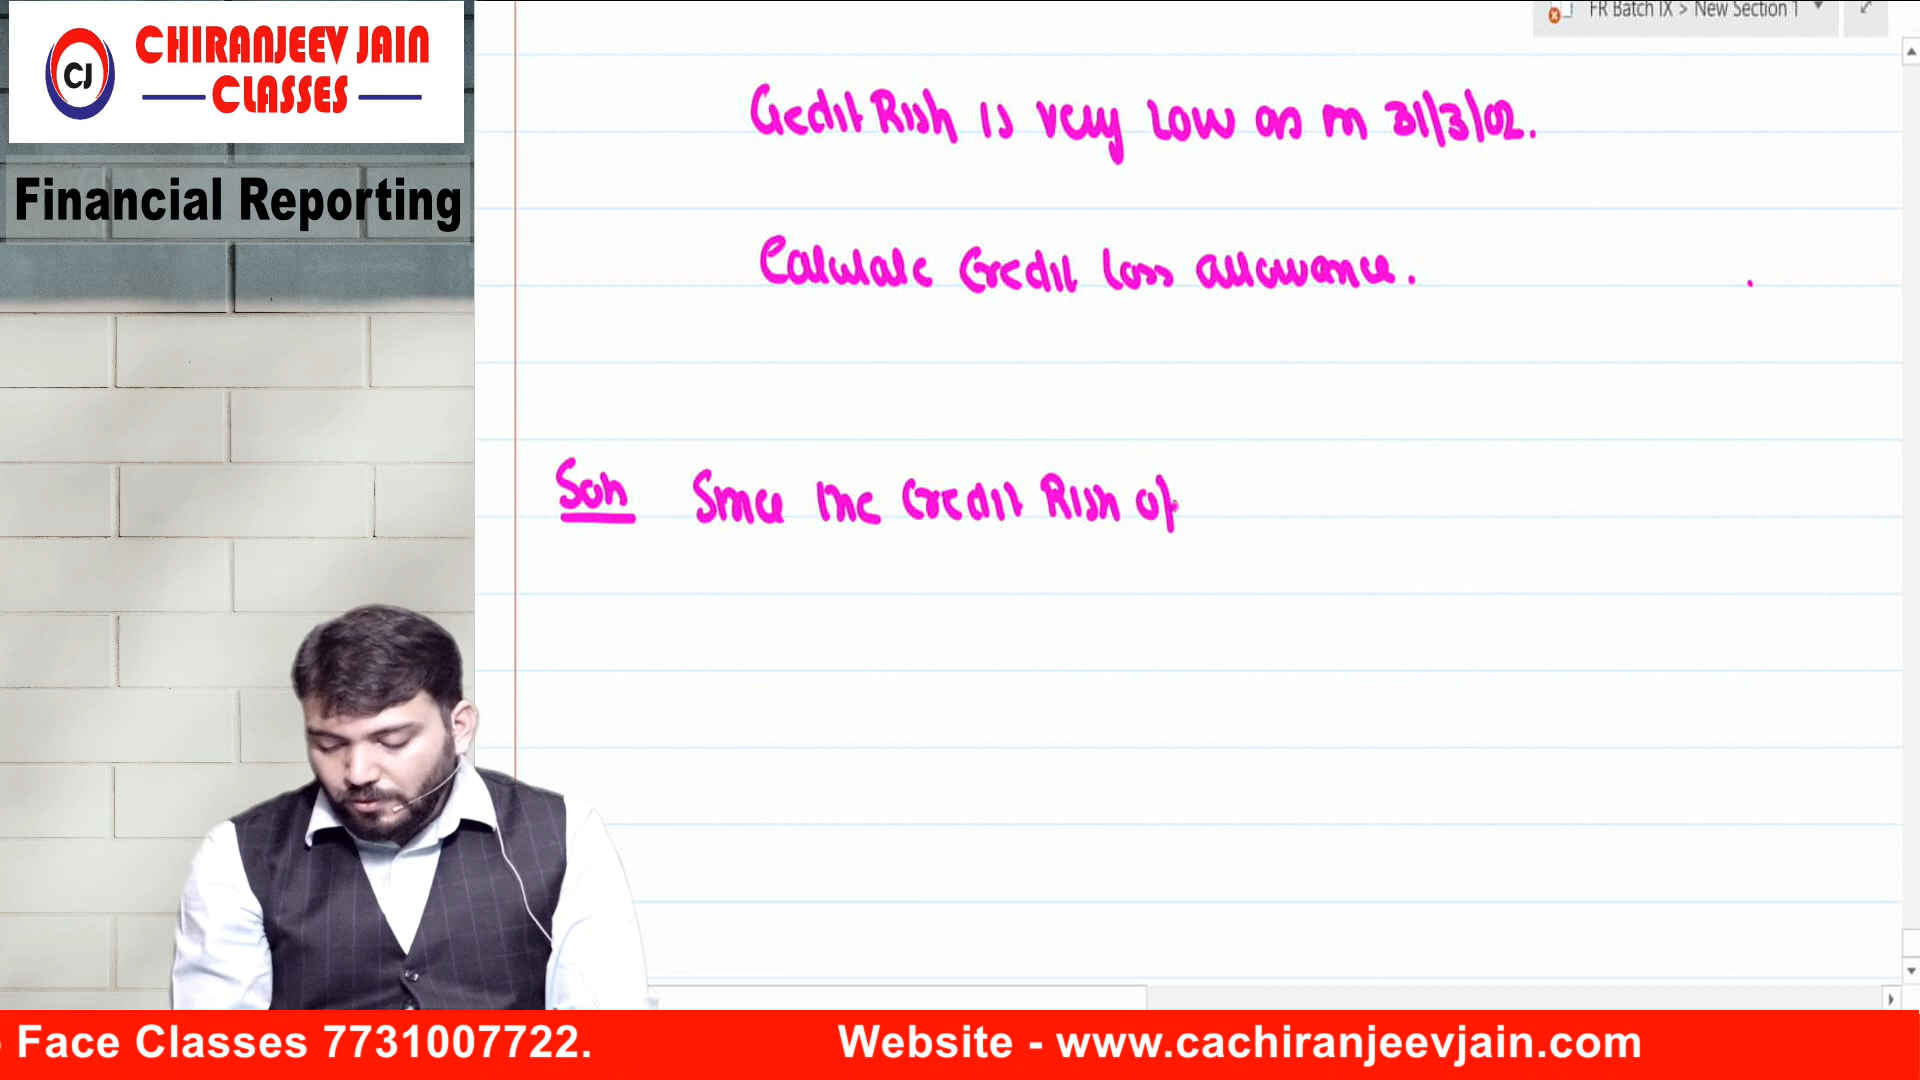 CHIRANJEEV JAIN
CLASSES
CJ
Financial Reporting
FR Batch IX > New Section 1
Credit Risk is very low as on 31/3/02.
Calculate Credit loss allowance.
Soln Since the Credit Risk of
Face Classes 7731007722.
Website - www.cachiranjeevjain.com